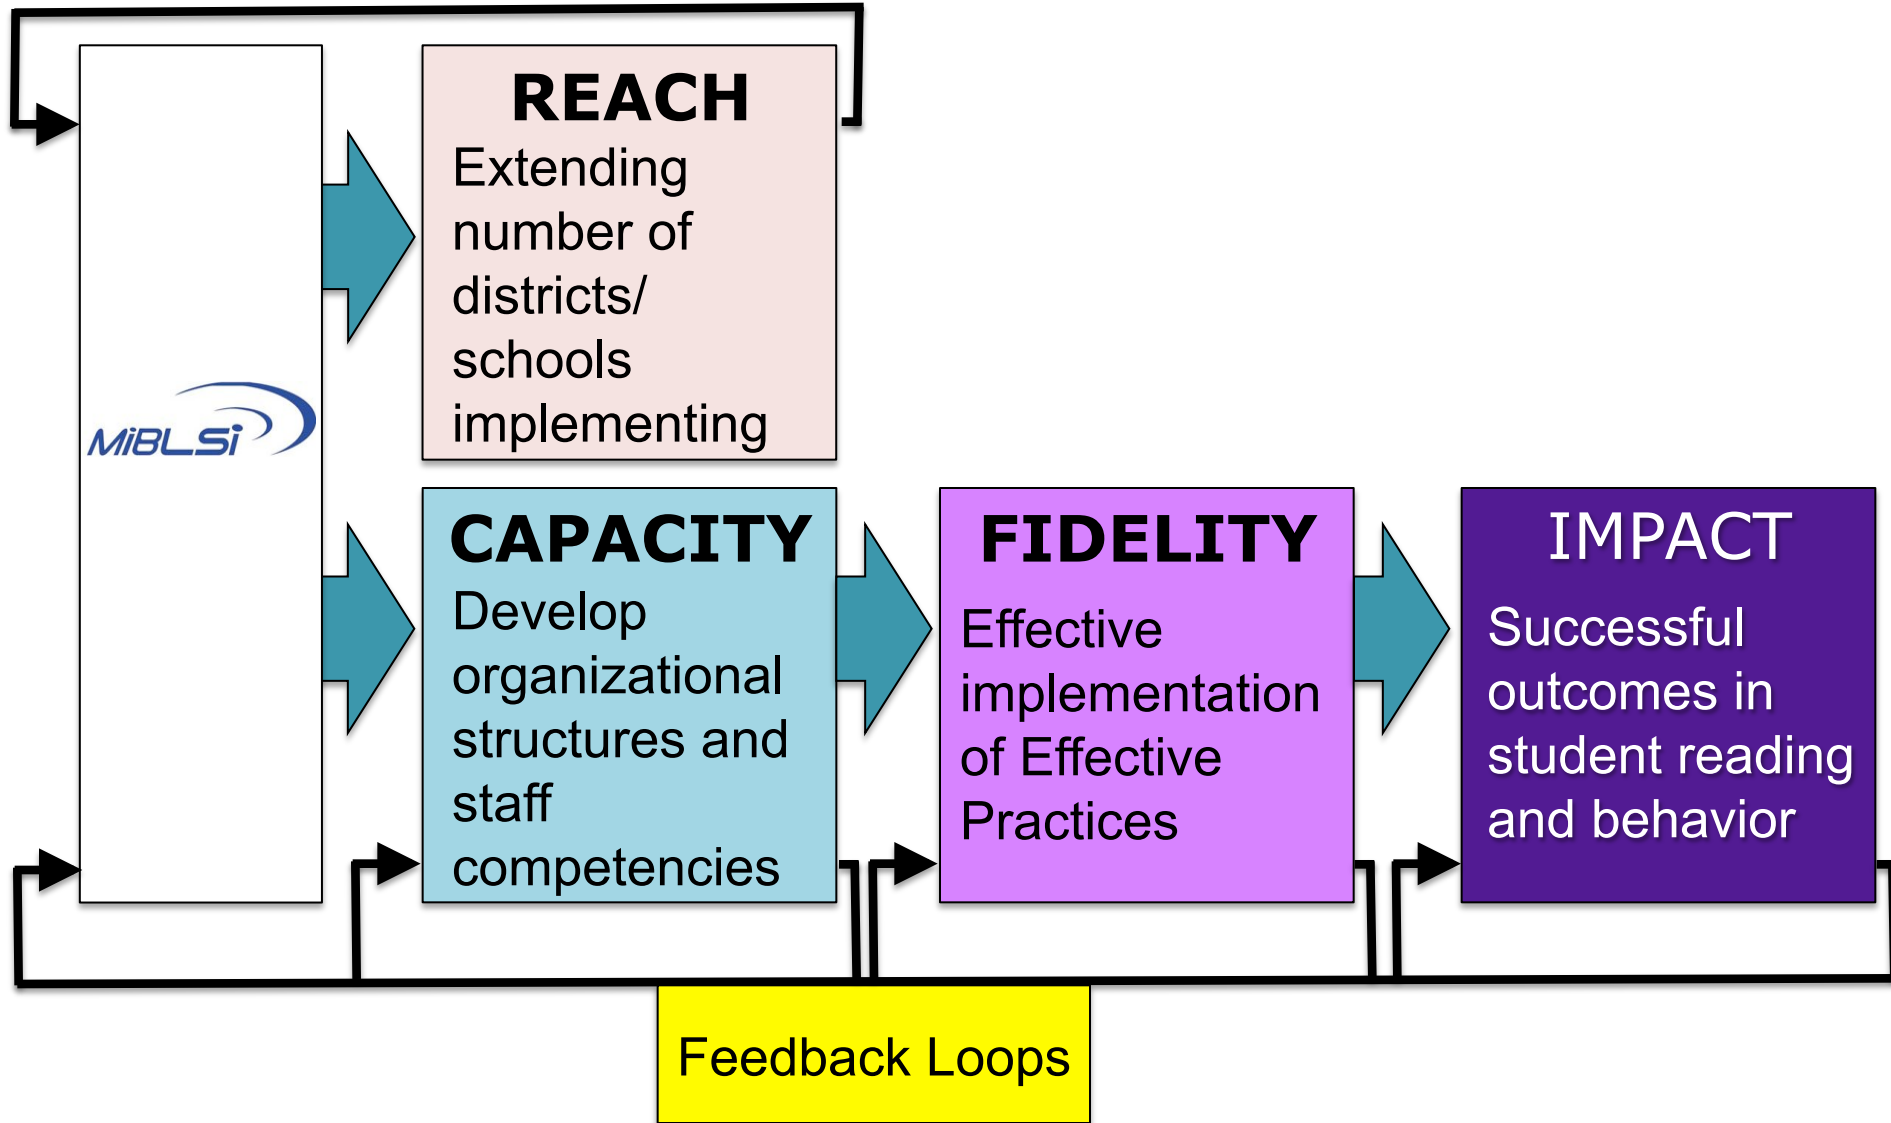 MiBLSi
REACH
Extending
number of
districts/
schools
implementing
CAPACITY
Develop
organizational
structures and
staff
competencies
FIDELITY
Effective
implementation
of Effective
Practices
IMPACT
Successful
outcomes in
student reading
and behavior
Feedback Loops